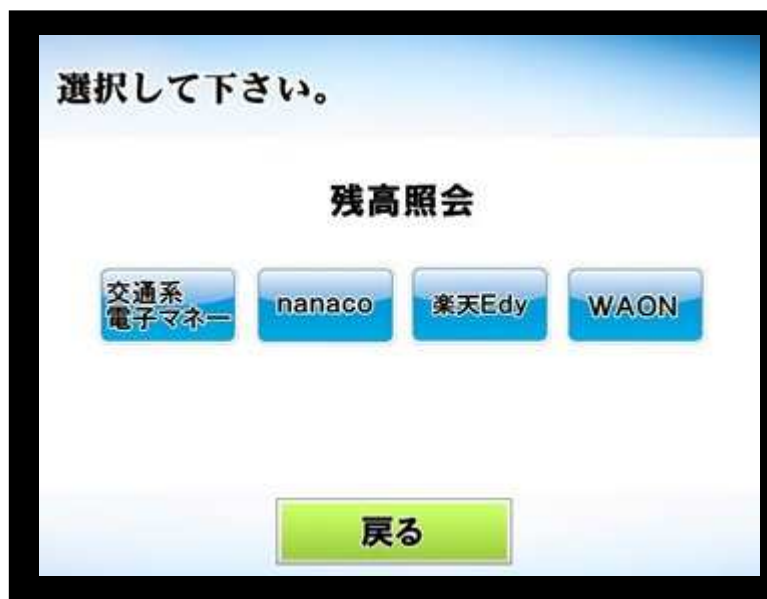 選択して下さい。
残高照会
交通系
電子マネー
nanaco
楽天Edy
WAON
戻る